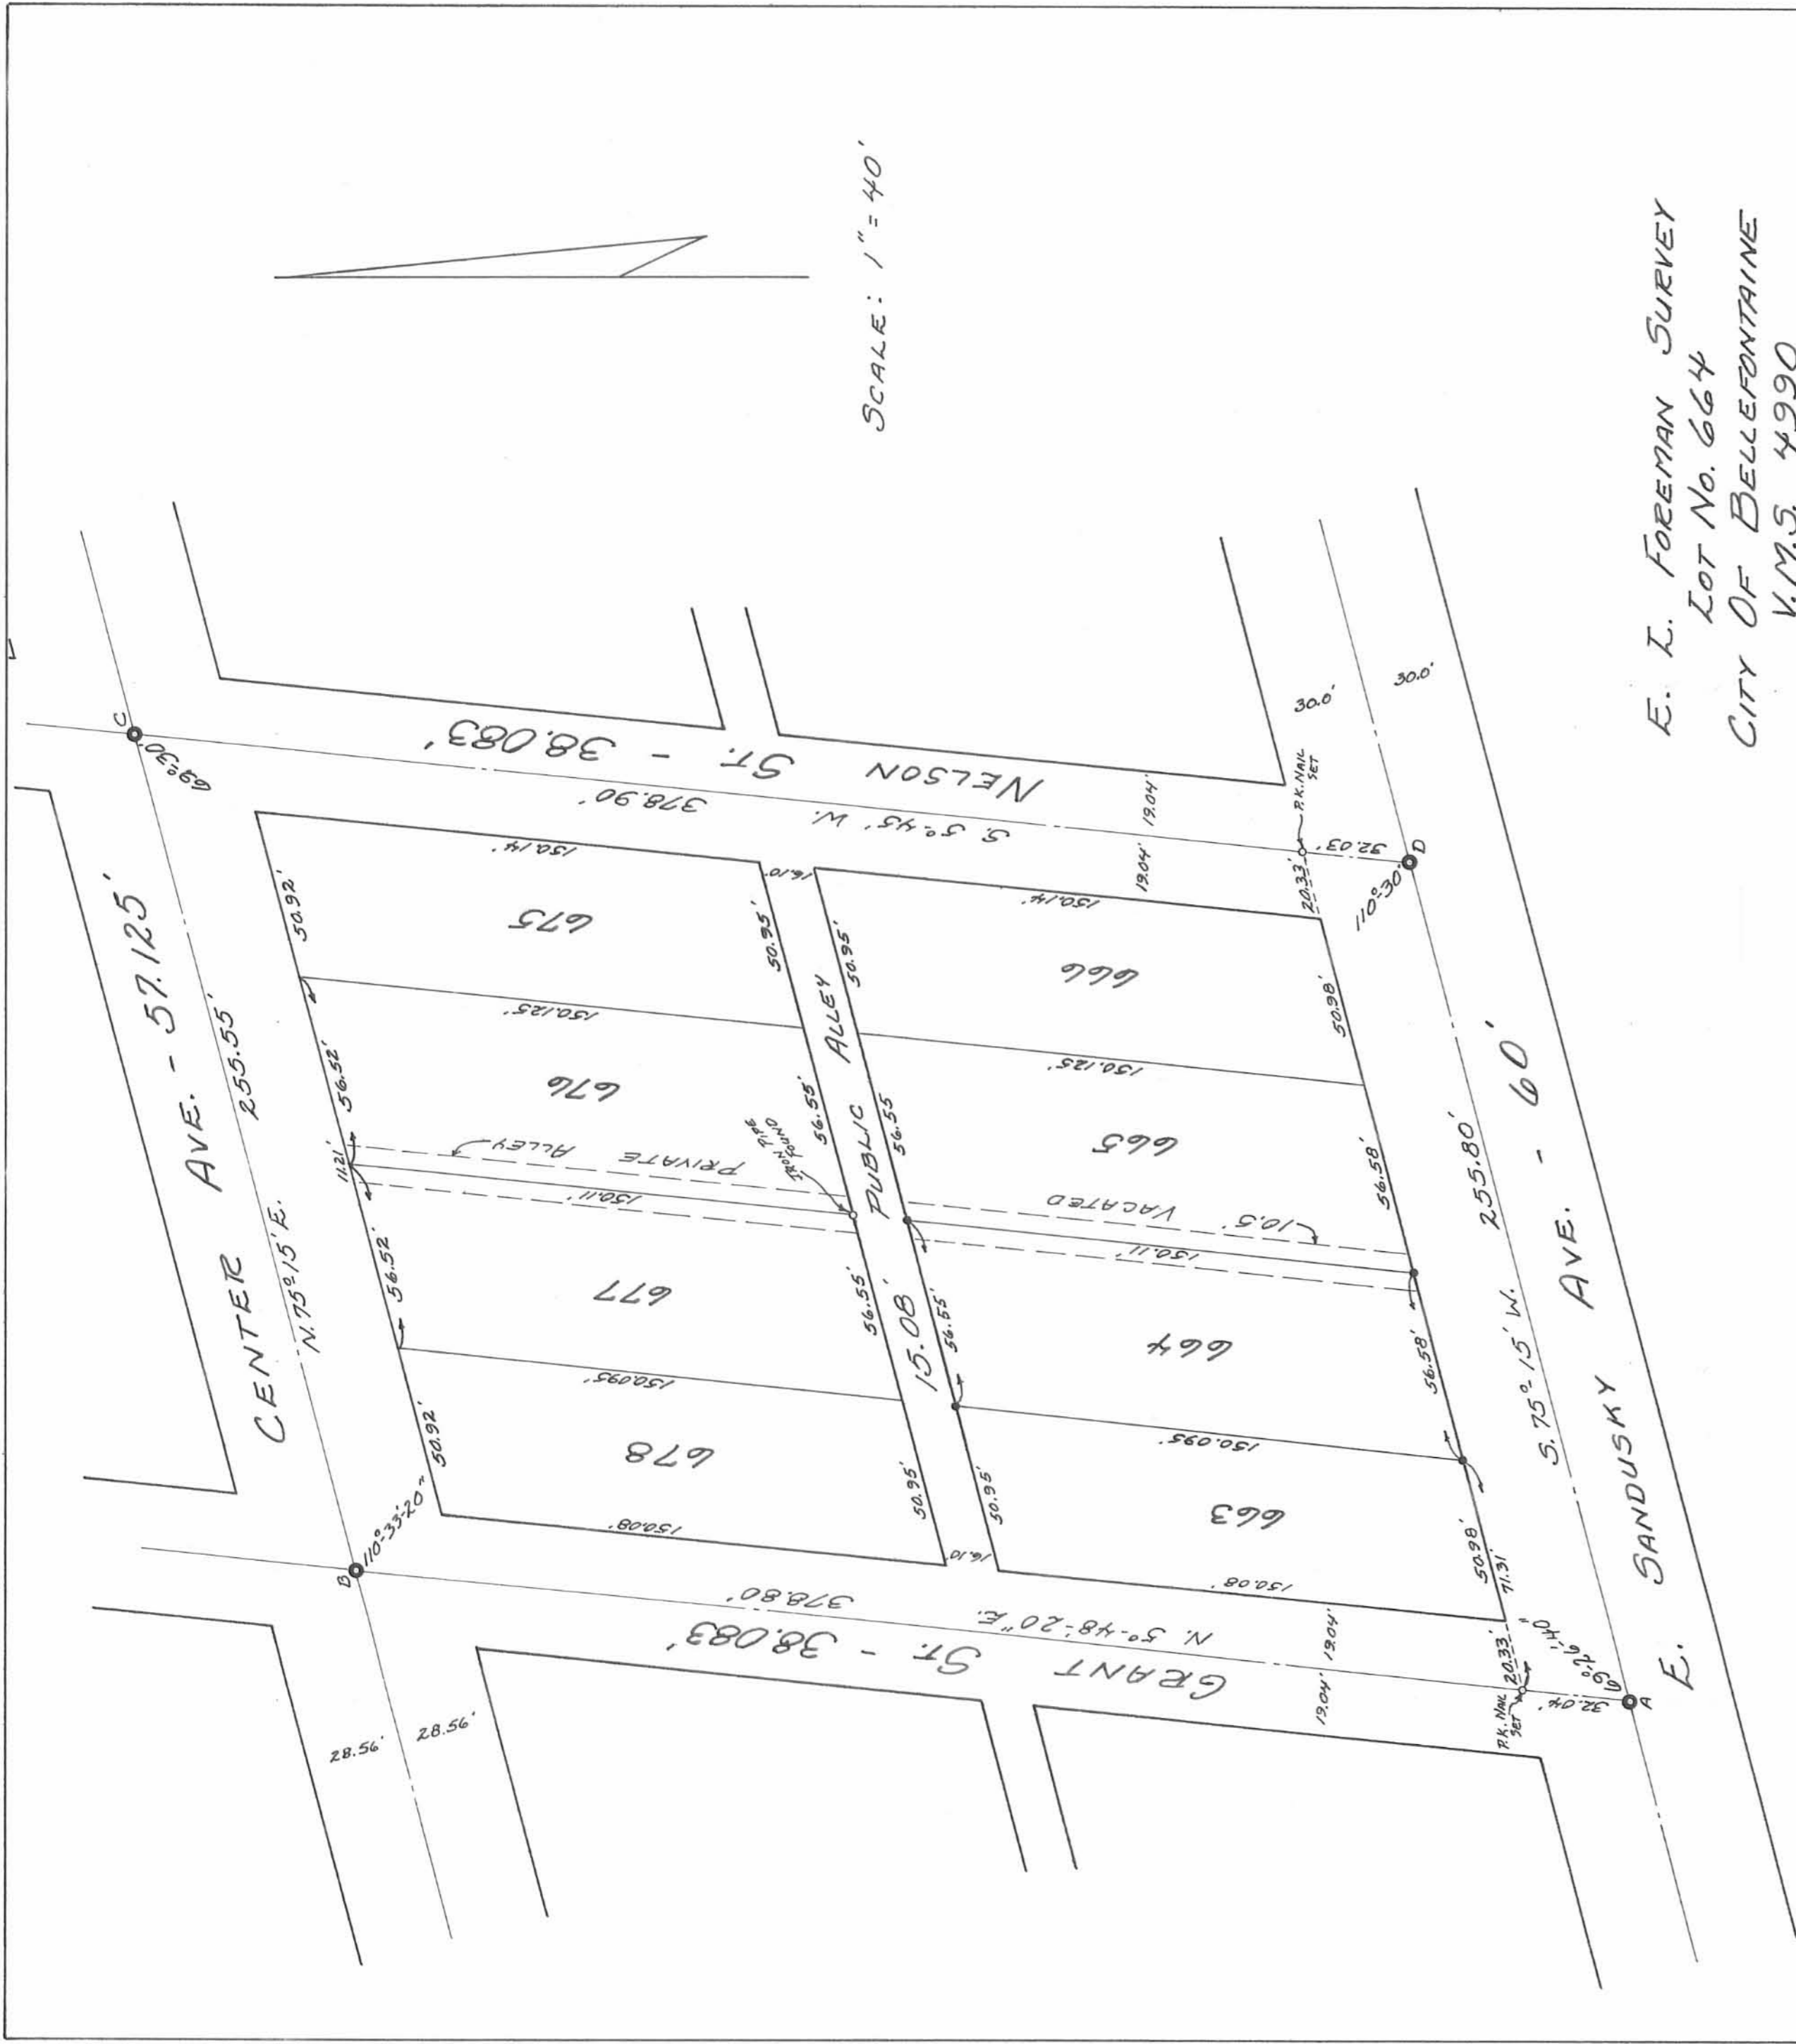 CENTER AVE. - 57.125'
N. 75°-15' E. 255.55'
B
110°-33'-20"
C
69°-30'
28.56'
28.56'
50.92'
56.52'
11.21'
56.52'
50.92'
GRANT ST. - 38.083'
N. 5°-48'-20" E. 378.80'
NELSON ST. - 38.083'
S. 5°-45' W. 378.90'
150.08'
678
150.095'
677
150.11'
PRIVATE ALLEY
676
150.125'
675
150.14'
IRON PIPE
FOUND
50.95'
56.55'
56.55'
50.95'
16.10'
15.08' PUBLIC ALLEY
16.10'
50.95'
56.55'
56.55
50.95'
150.08'
663
150.095'
664
150.11'
10.5' VACATED
665
150.125'
666
150.14'
19.04'
19.04'
19.04'
19.04'
P.K. NAIL
SET
20.33'
71.31'
50.98'
56.58'
56.58'
50.98'
20.33'
P.K. NAIL
SET
32.04'
A
69°-26'-40"
32.03'
D
110°-30'
30.0'
30.0'
S. 75°-15' W. 255.80'
E. SANDUSKY AVE. - 60'
SCALE: 1" = 40'
E. L. FOREMAN SURVEY
LOT No. 664
CITY OF BELLEFONTAINE
V.M.S. 4990